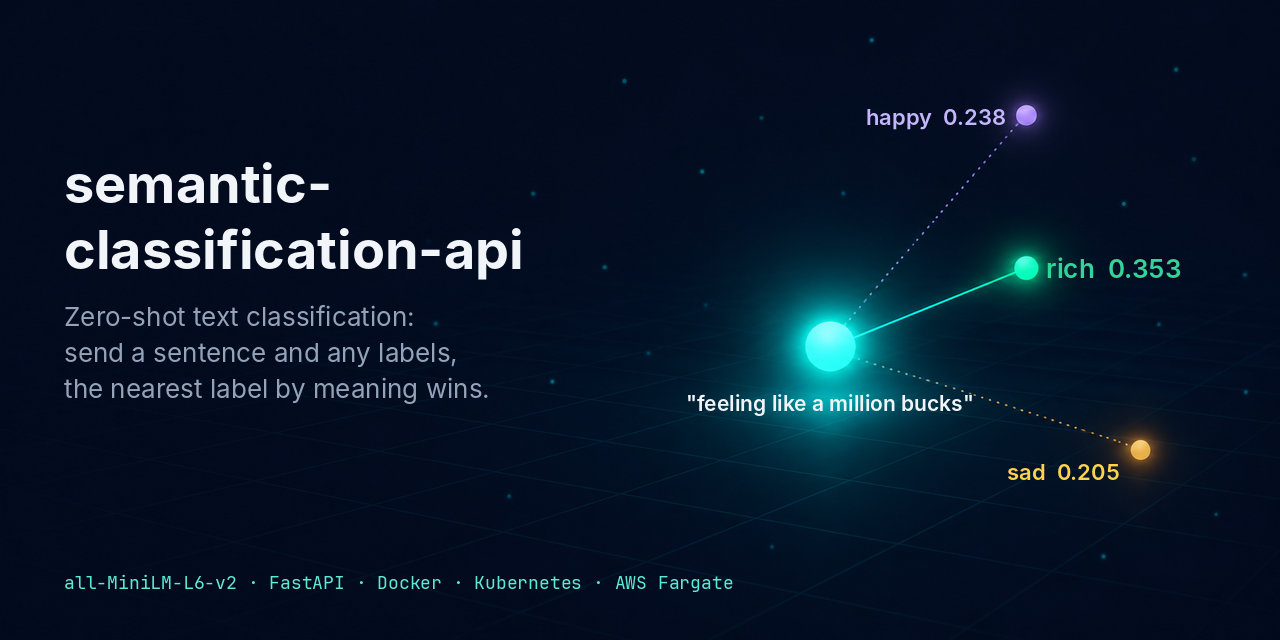 semantic-
classification-api
Zero-shot text classification:
send a sentence and any labels,
the nearest label by meaning wins.
happy 0.238
rich 0.353
"feeling like a million bucks"
sad 0.205
all-MiniLM-L6-v2 · FastAPI · Docker · Kubernetes · AWS Fargate